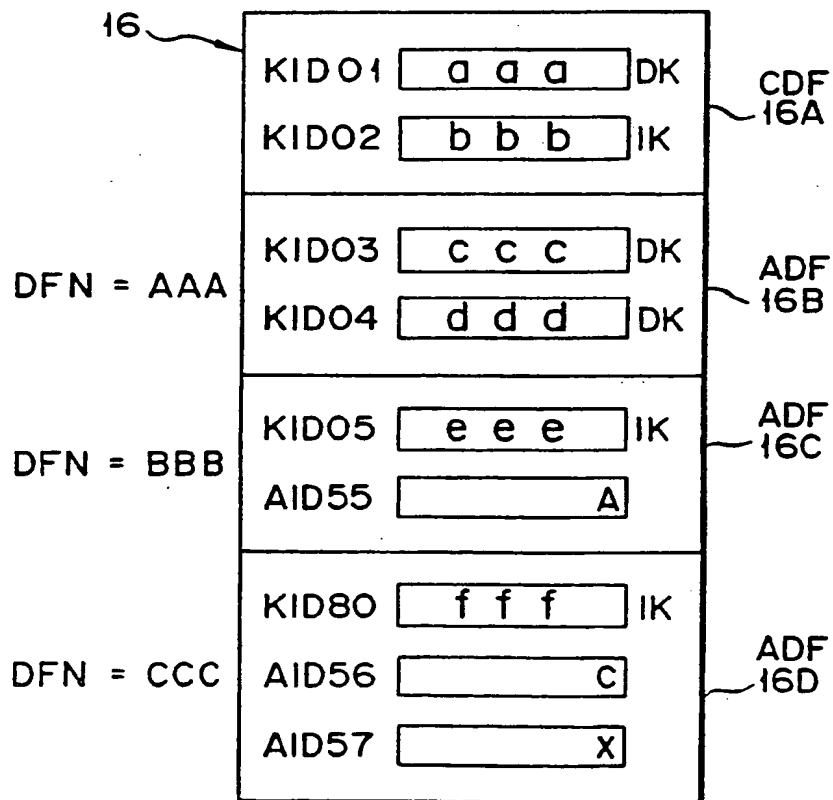 16
KID01 a a a DK
CDF
16A
KID02 b b b IK
DFN = AAA
KID03 c c c DK
ADF
16B
KID04 d d d DK
DFN = BBB
KID05 e e e IK
ADF
16C
AID55 A
DFN = CCC
KID80 f f f IK
AID56 C
ADF
16D
AID57 X